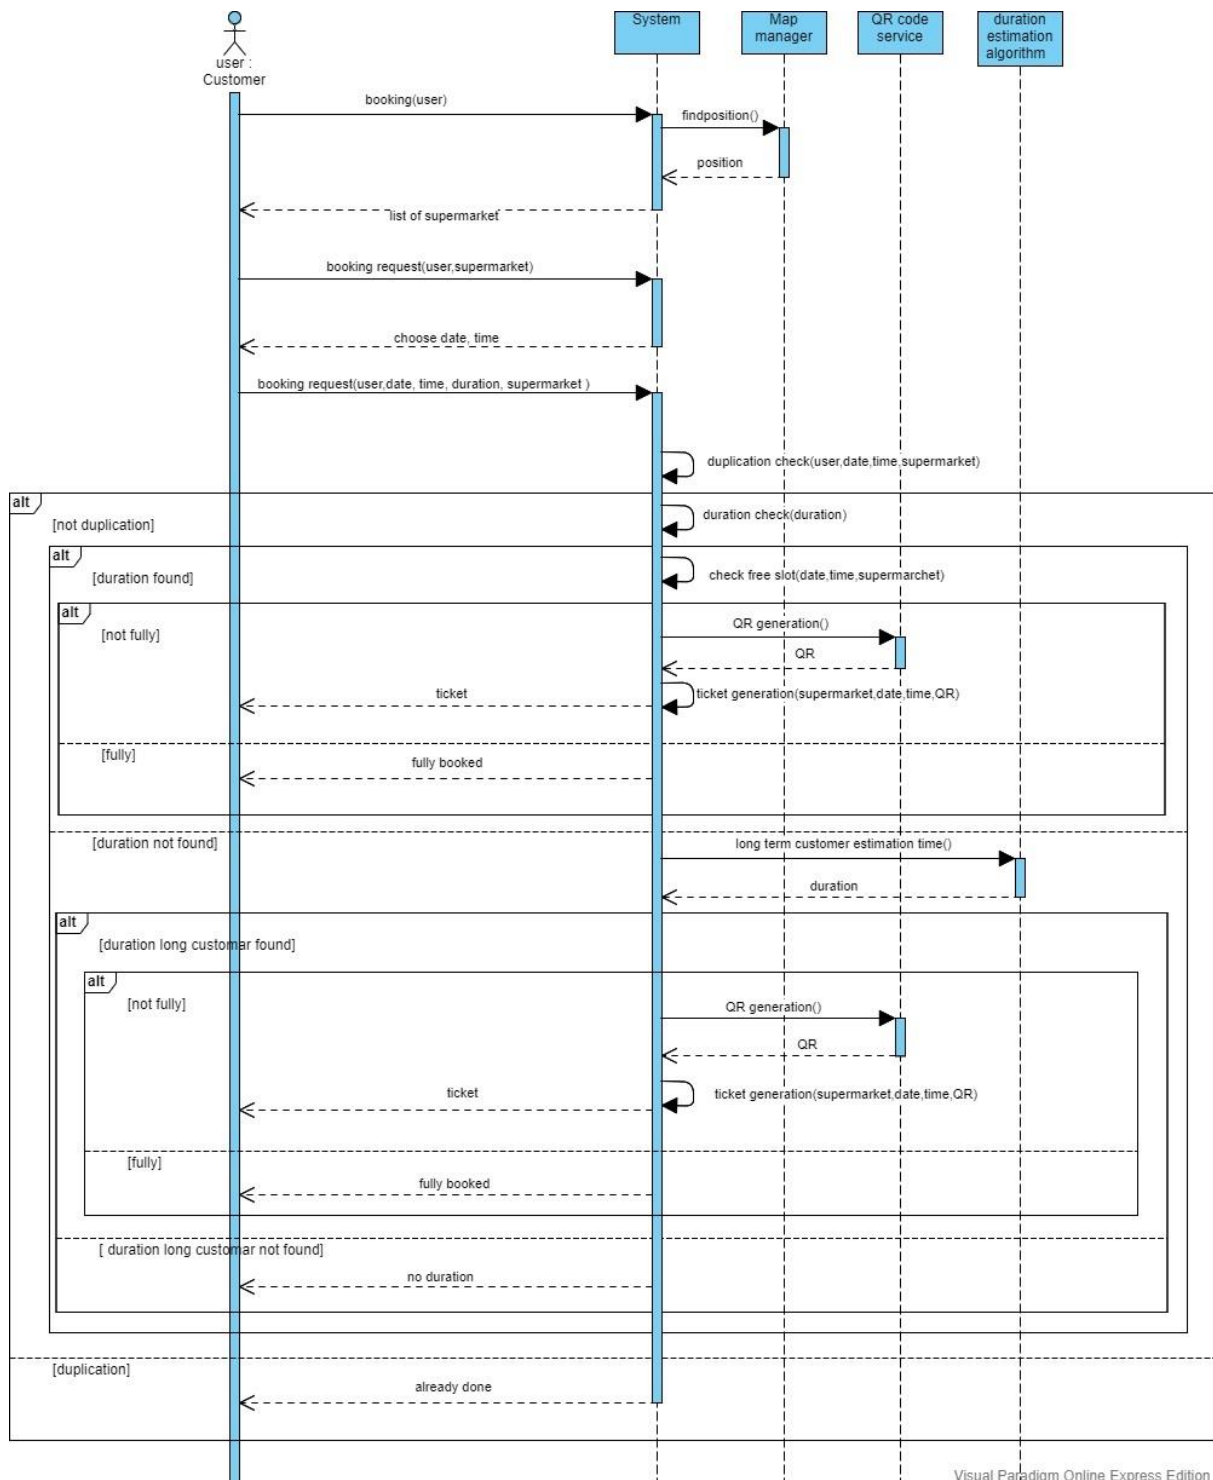 System
Map
manager
QR code
service
duration
estimation
algorithm
user :
Customer
booking(user)
findposition()
position
list of supermarket
booking request(user,supermarket)
choose date, time
booking request(user,date, time, duration, supermarket )
duplication check(user,date,time,supermarket)
alt
[not duplication]
duration check(duration)
alt
[duration found]
check free slot(date,time,supermarchet)
alt
[not fully]
QR generation()
QR
ticket
ticket generation(supermarket,date,time,QR)
[fully]
fully booked
[duration not found]
long term customer estimation time()
duration
alt
[duration long customar found]
alt
[not fully]
QR generation()
QR
ticket
ticket generation(supermarket,date,time,QR)
[fully]
fully booked
[ duration long customar not found]
no duration
[duplication]
already done
Visual Paradigm Online Express Edition